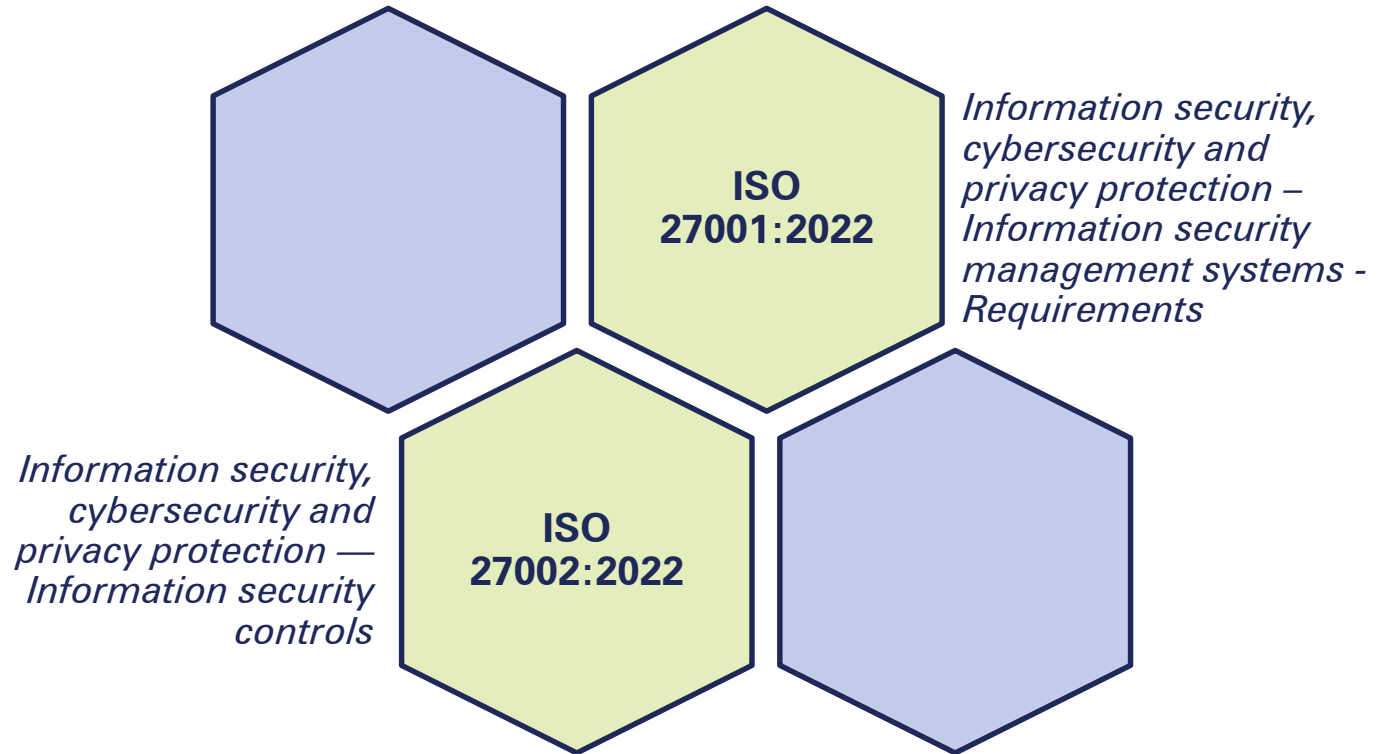 ISO
27001:2022
Information security,
cybersecurity and
privacy protection –
Information security
management systems -
Requirements
Information security,
cybersecurity and
privacy protection —
Information security
controls
ISO
27002:2022